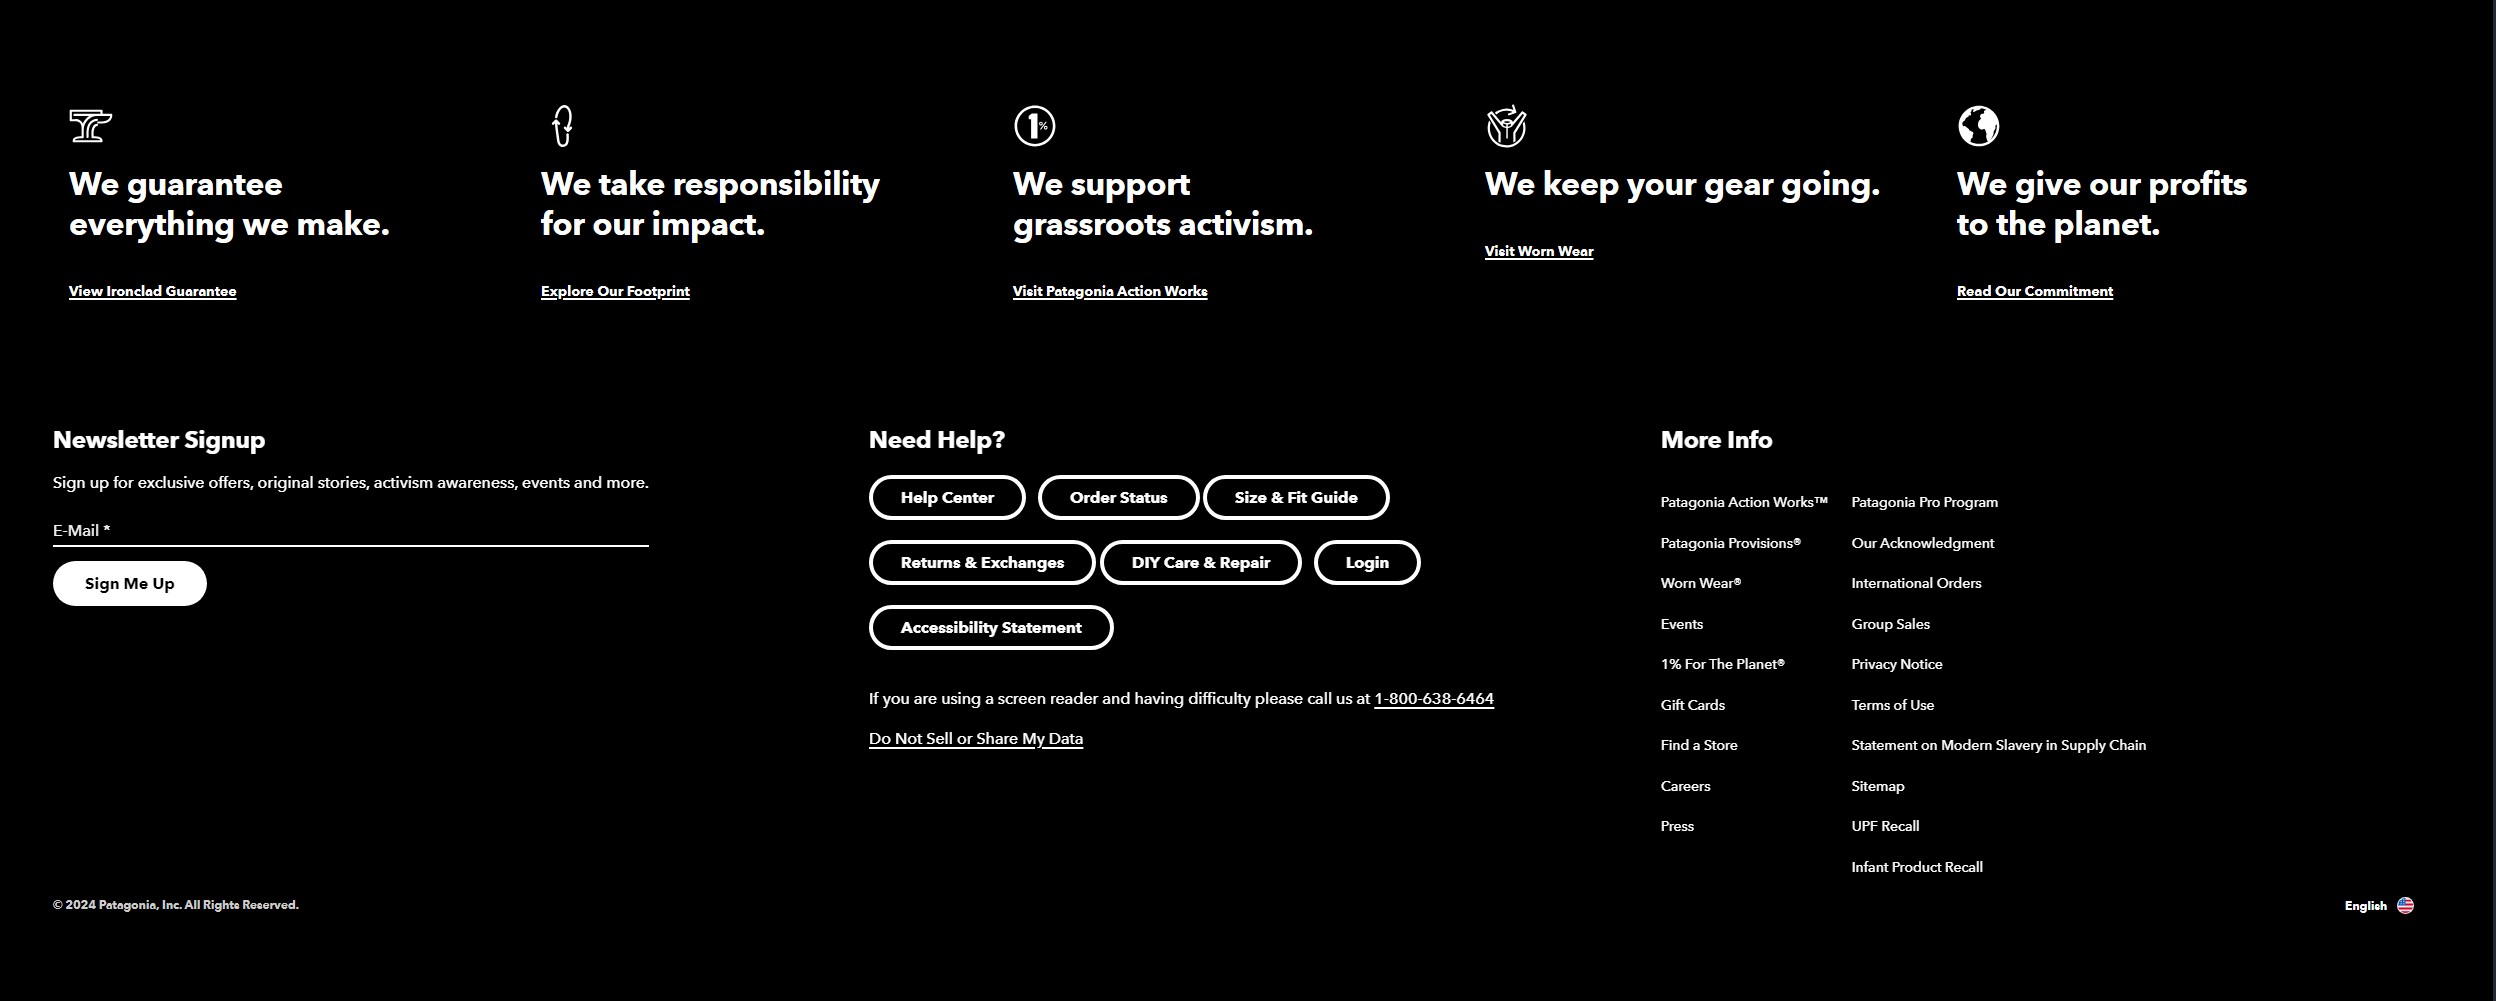 1%
We guarantee
everything we make.
View Ironclad Guarantee
We take responsibility
for our impact.
Explore Our Footprint
We support
grassroots activism.
Visit Patagonia Action Works
We keep your gear going.
Visit Worn Wear
We give our profits
to the planet.
Read Our Commitment
Newsletter Signup
Sign up for exclusive offers, original stories, activism awareness, events and more.
E-Mail *
Sign Me Up
Need Help?
Help Center
Order Status
Size & Fit Guide
Returns & Exchanges
DIY Care & Repair
Login
Accessibility Statement
If you are using a screen reader and having difficulty please call us at 1-800-638-6464
Do Not Sell or Share My Data
More Info
Patagonia Action Works™
Patagonia Provisions®
Worn Wear®
Events
1% For The Planet®
Gift Cards
Find a Store
Careers
Press
Patagonia Pro Program
Our Acknowledgment
International Orders
Group Sales
Privacy Notice
Terms of Use
Statement on Modern Slavery in Supply Chain
Sitemap
UPF Recall
Infant Product Recall
© 2024 Patagonia, Inc. All Rights Reserved.
English